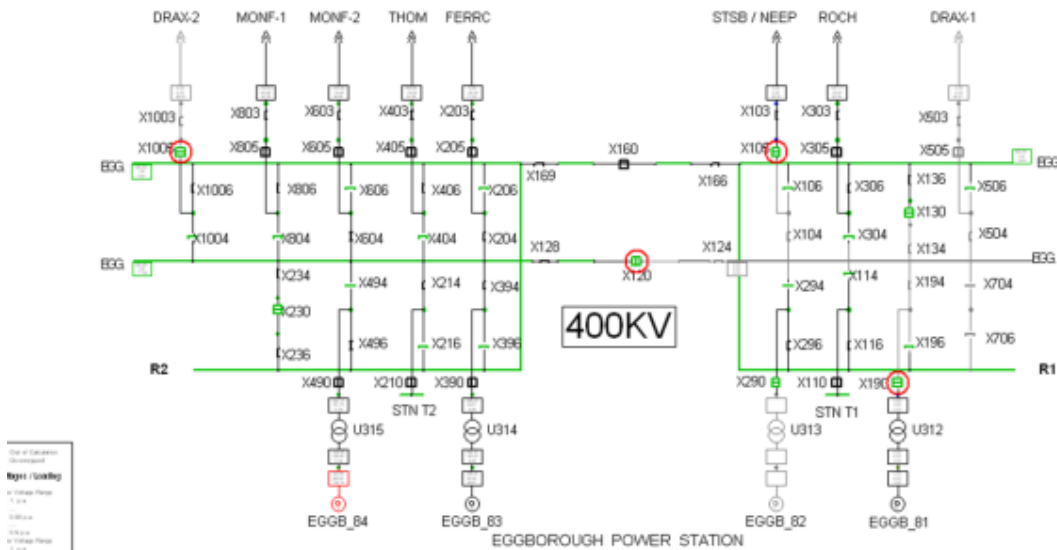 DRAX-2 MONF-1 MONF-2 THOM FERRC STSB / NEEP ROCH DRAX-1
X1003 X803 X603 X403 X203 X103 X303 X503
X805 X605 X405 X205 X160 X305 X505
EGG
X169 X166
X1006 X806 X606 X406 X206 X106 X306 X136 X506
X130
X1004 X804 X604 X404 X204 X104 X304 X504
X128 X124 X134
EGG EGG
X234 X494 X214 X394 X120 X294 X114 X194 X704
X230
400KV
X236 X496 X216 X396 X296 X116 X196 X706
R2 R1
X490 X210 X390 X290 X110 X190
STN T2 STN T1
U315 U314 U313 U312
EGGB_84 EGGB_83 EGGB_82 EGGB_81
EGGBOROUGH POWER STATION